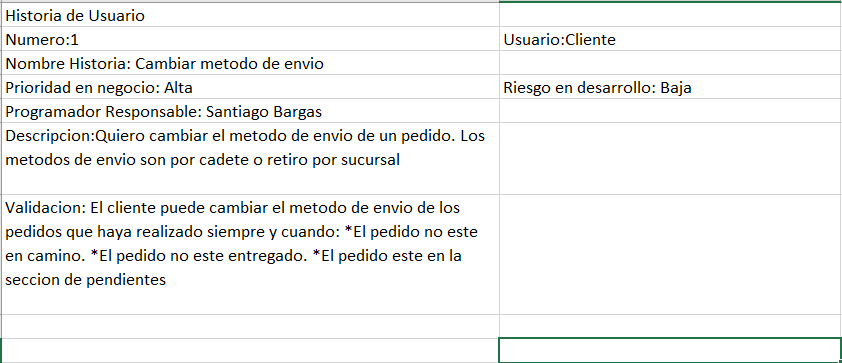 Historia de Usuario
Numero:1
Usuario:Cliente
Nombre Historia: Cambiar metodo de envio
Prioridad en negocio: Alta
Riesgo en desarrollo: Baja
Programador Responsable: Santiago Bargas
Descripcion:Quiero cambiar el metodo de envio de un pedido. Los
metodos de envio son por cadete o retiro por sucursal
Validacion: El cliente puede cambiar el metodo de envio de los
pedidos que haya realizado siempre y cuando: *El pedido no este
en camino. *El pedido no este entregado. *El pedido este en la
seccion de pendientes